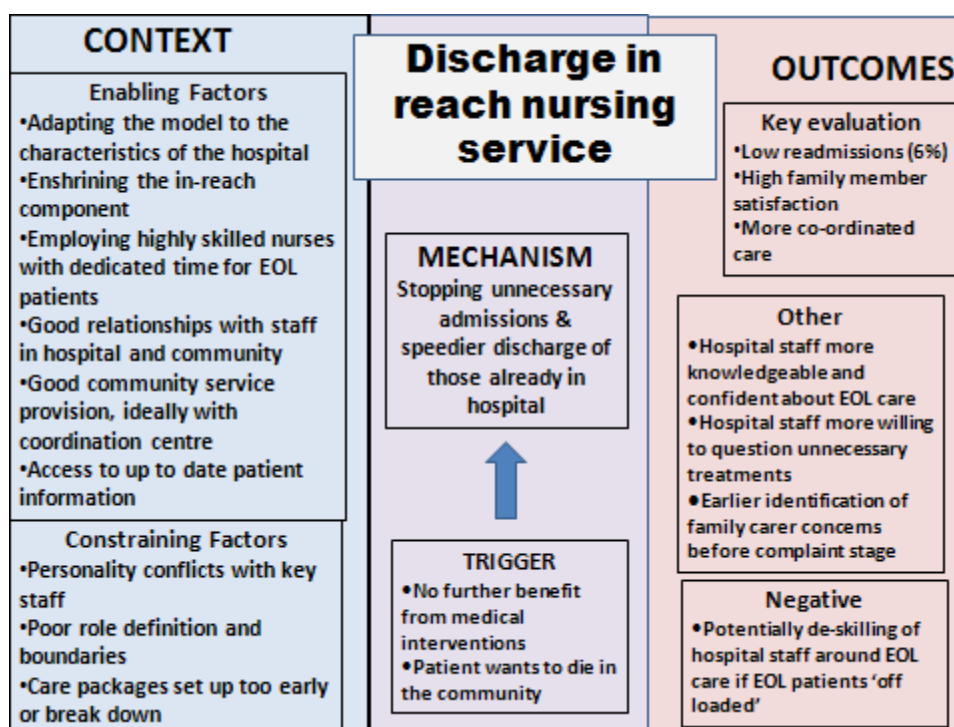 CONTEXT
Enabling Factors
•Adapting the model to the
characteristics of the hospital
•Enshrining the in-reach
component
•Employing highly skilled nurses
with dedicated time for EOL
patients
•Good relationships with staff
in hospital and community
•Good community service
provision, ideally with
coordination centre
•Access to up to date patient
information
Constraining Factors
•Personality conflicts with key
staff
•Poor role definition and
boundaries
•Care packages set up too early
or break down
Discharge in
reach nursing
service
MECHANISM
Stopping unnecessary
admissions &
speedier discharge of
those already in
hospital
TRIGGER
•No further benefit
from medical
interventions
•Patient wants to die in
the community
OUTCOMES
Key evaluation
•Low readmissions (6%)
•High family member
satisfaction
•More co-ordinated
care
Other
•Hospital staff more
knowledgeable and
confident about EOL care
•Hospital staff more willing
to question unnecessary
treatments
•Earlier identification of
family carer concerns
before complaint stage
Negative
•Potentially de-skilling of
hospital staff around EOL
care if EOL patients ‘off
loaded’